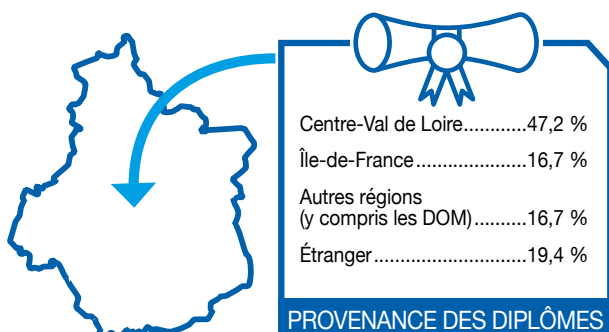 Centre-Val de Loire............47,2 %
Île-de-France.....................16,7 %
Autres régions
(y compris les DOM)..........16,7 %
Étranger.............................19,4 %
PROVENANCE DES DIPLÔMES